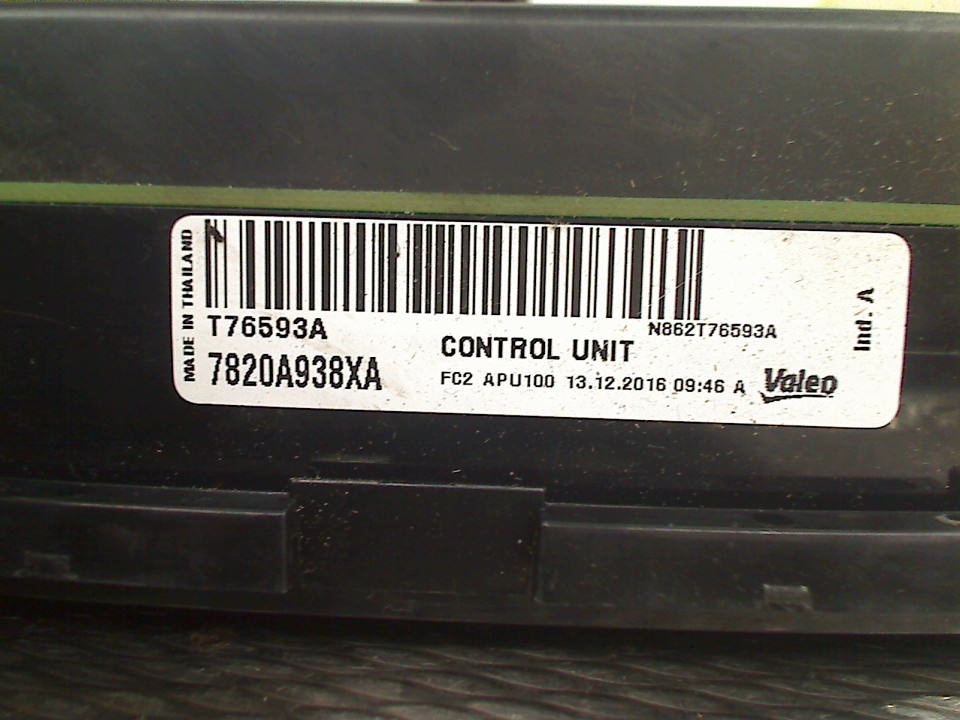 MADE IN THAILAND
T76593A
N862T76593A
7820A938XA
CONTROL UNIT
FC2 APU100 13.12.2016 09:46 A
Valeo
Ind. A